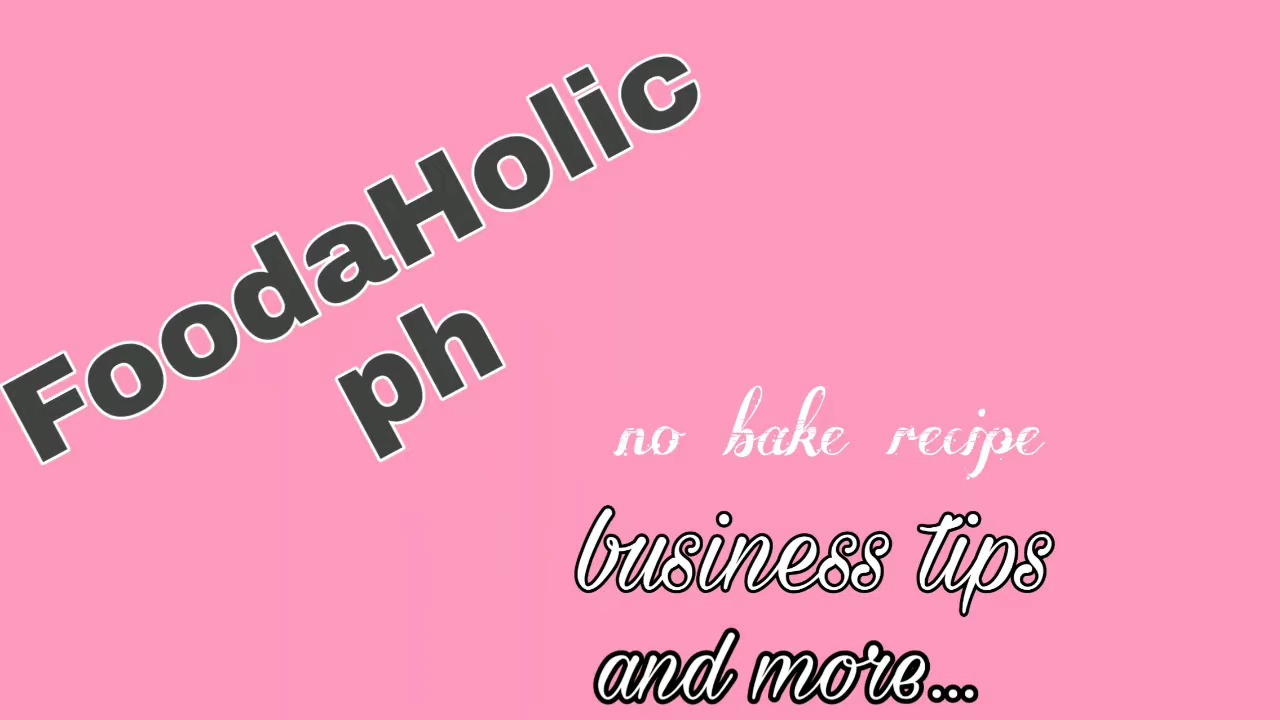 FoodaHolic
ph
no bake recipe
business tips
and more...